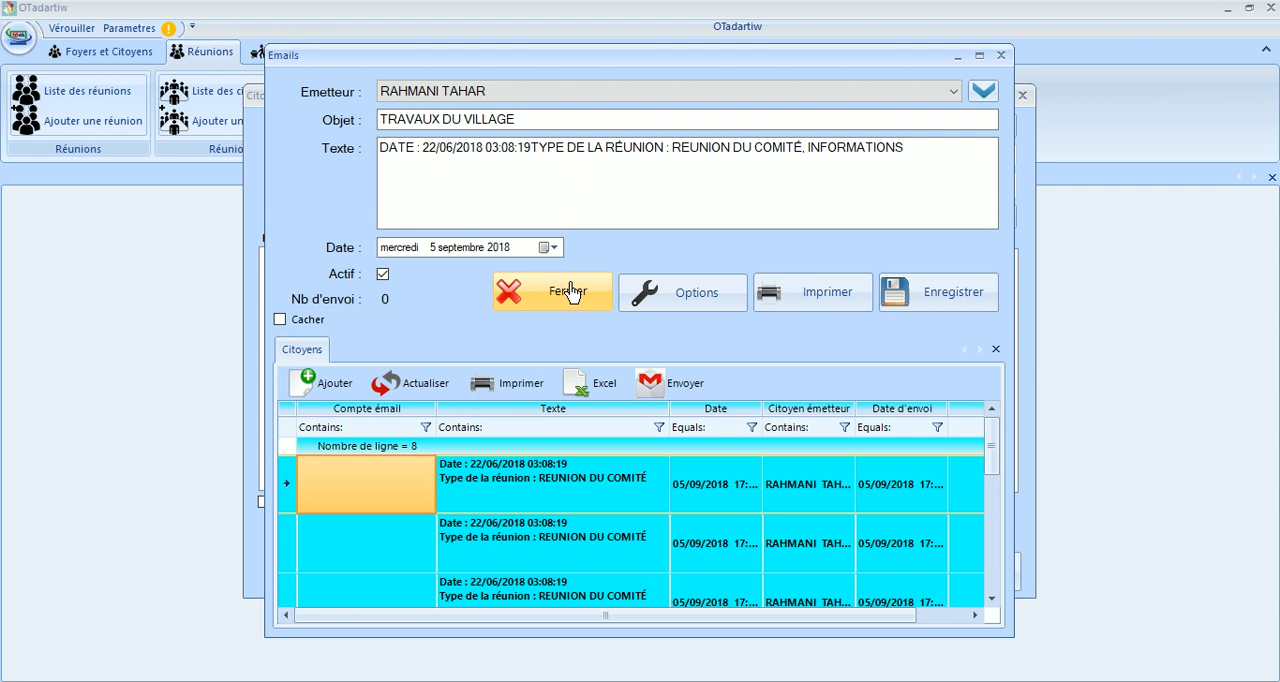 OTadartiw
Vérouiller Parametres
OTadartiw
Foyers et Citoyens Réunions
Liste des réunions
Ajouter une réunion
Réunions
Liste des ci
Ajouter un
Réunio
Cito
Emails
Emetteur : RAHMANI TAHAR
Objet : TRAVAUX DU VILLAGE
Texte : DATE : 22/06/2018 03:08:19TYPE DE LA RÉUNION : REUNION DU COMITÉ, INFORMATIONS
Date : mercredi 5 septembre 2018
Actif :
Nb d'envoi : 0
Cacher
Fermer Options Imprimer Enregistrer
Citoyens
Ajouter Actualiser Imprimer Excel Envoyer
Compte émail Texte Date Citoyen émetteur Date d'envoi
Contains: Contains: Equals: Contains: Equals:
Nombre de ligne = 8
Date : 22/06/2018 03:08:19
Type de la réunion : REUNION DU COMITÉ
05/09/2018 17:... RAHMANI TAH... 05/09/2018 17:...
Date : 22/06/2018 03:08:19
Type de la réunion : REUNION DU COMITÉ
05/09/2018 17:... RAHMANI TAH... 05/09/2018 17:...
Date : 22/06/2018 03:08:19
Type de la réunion : REUNION DU COMITÉ
05/09/2018 17:... RAHMANI TAH... 05/09/2018 17:...